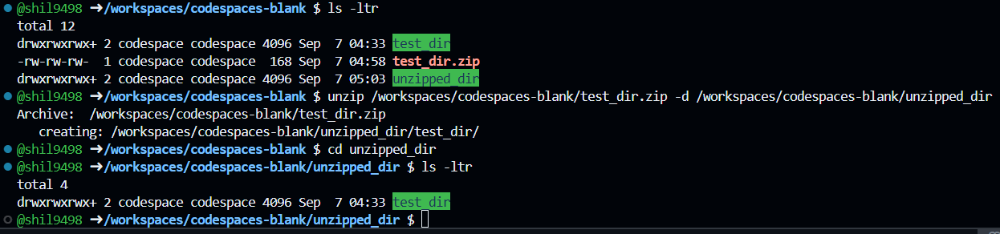 @shil9498 ➜/workspaces/codespaces-blank $ ls -ltr
total 12
drwxrwxrwx+ 2 codespace codespace 4096 Sep  7 04:33 test_dir
-rw-rw-rw-  1 codespace codespace  168 Sep  7 04:58 test_dir.zip
drwxrwxrwx+ 2 codespace codespace 4096 Sep  7 05:03 unzipped_dir
@shil9498 ➜/workspaces/codespaces-blank $ unzip /workspaces/codespaces-blank/test_dir.zip -d /workspaces/codespaces-blank/unzipped_dir
Archive:  /workspaces/codespaces-blank/test_dir.zip
   creating: /workspaces/codespaces-blank/unzipped_dir/test_dir/
@shil9498 ➜/workspaces/codespaces-blank $ cd unzipped_dir
@shil9498 ➜/workspaces/codespaces-blank/unzipped_dir $ ls -ltr
total 4
drwxrwxrwx+ 2 codespace codespace 4096 Sep  7 04:33 test_dir
@shil9498 ➜/workspaces/codespaces-blank/unzipped_dir $